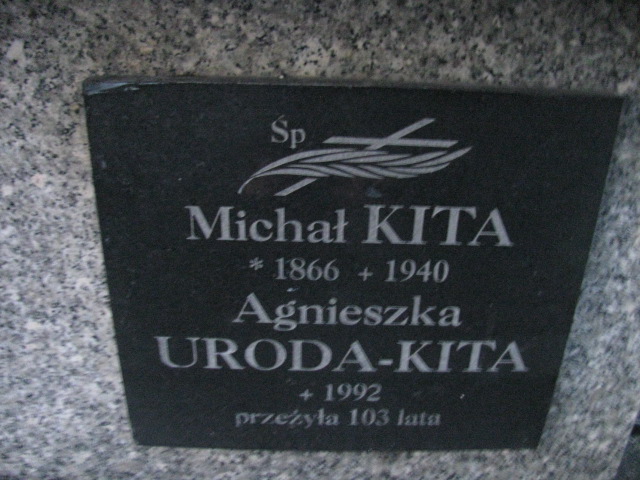 Śp
Michał KITA
* 1866 + 1940
Agnieszka
URODA-KITA
+ 1992
przeżyła 103 lata